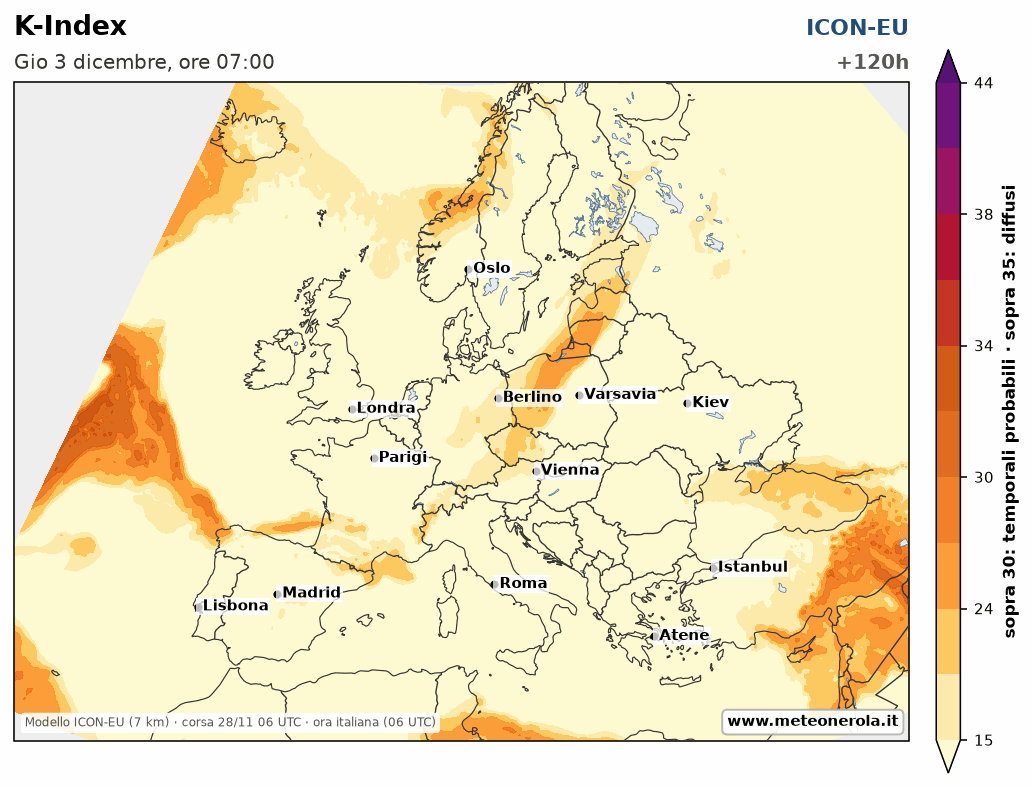 K-Index
ICON-EU
Gio 3 dicembre, ore 07:00
+120h
Oslo
Berlino
Varsavia
Kiev
Londra
Parigi
Vienna
Istanbul
Roma
Madrid
Lisbona
Atene
Modello ICON-EU (7 km) · corsa 28/11 06 UTC · ora italiana (06 UTC)
www.meteonerola.it
44
38
34
30
24
15
sopra 30: temporali probabili · sopra 35: diffusi